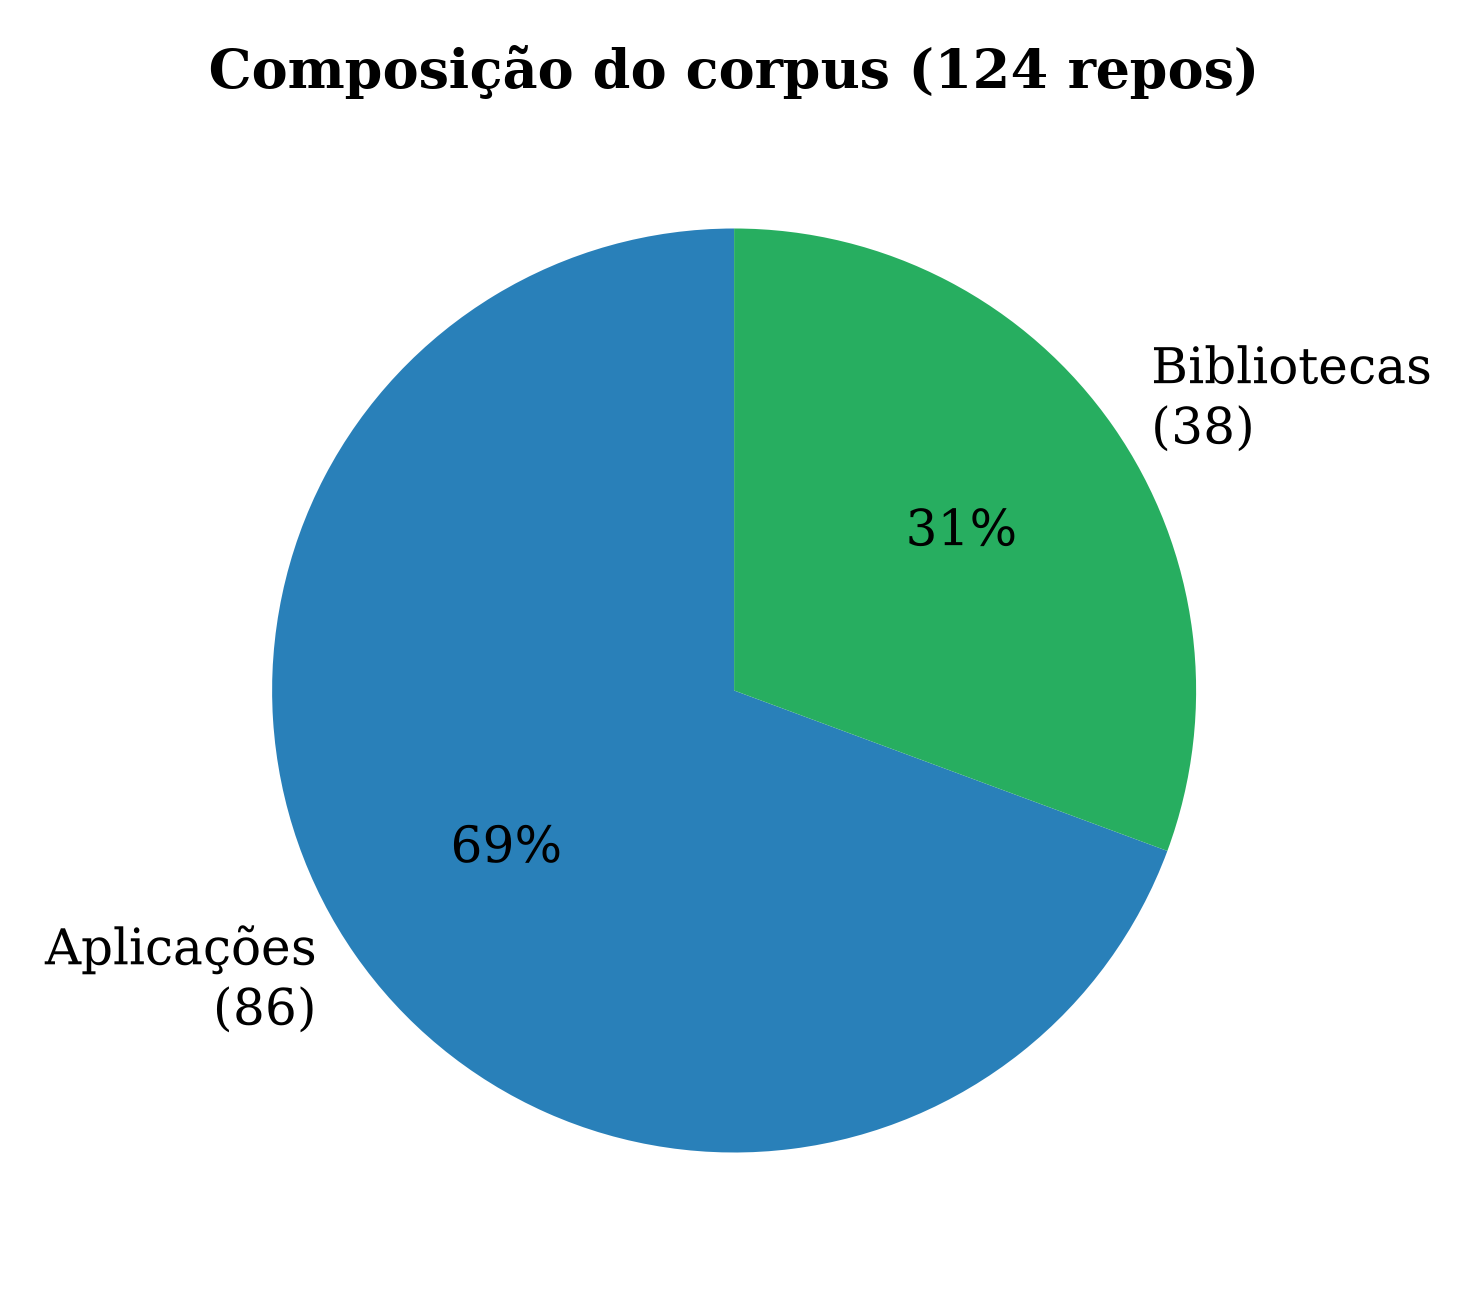 Composição do corpus (124 repos)
Bibliotecas
(38)
31%
69%
Aplicações
(86)